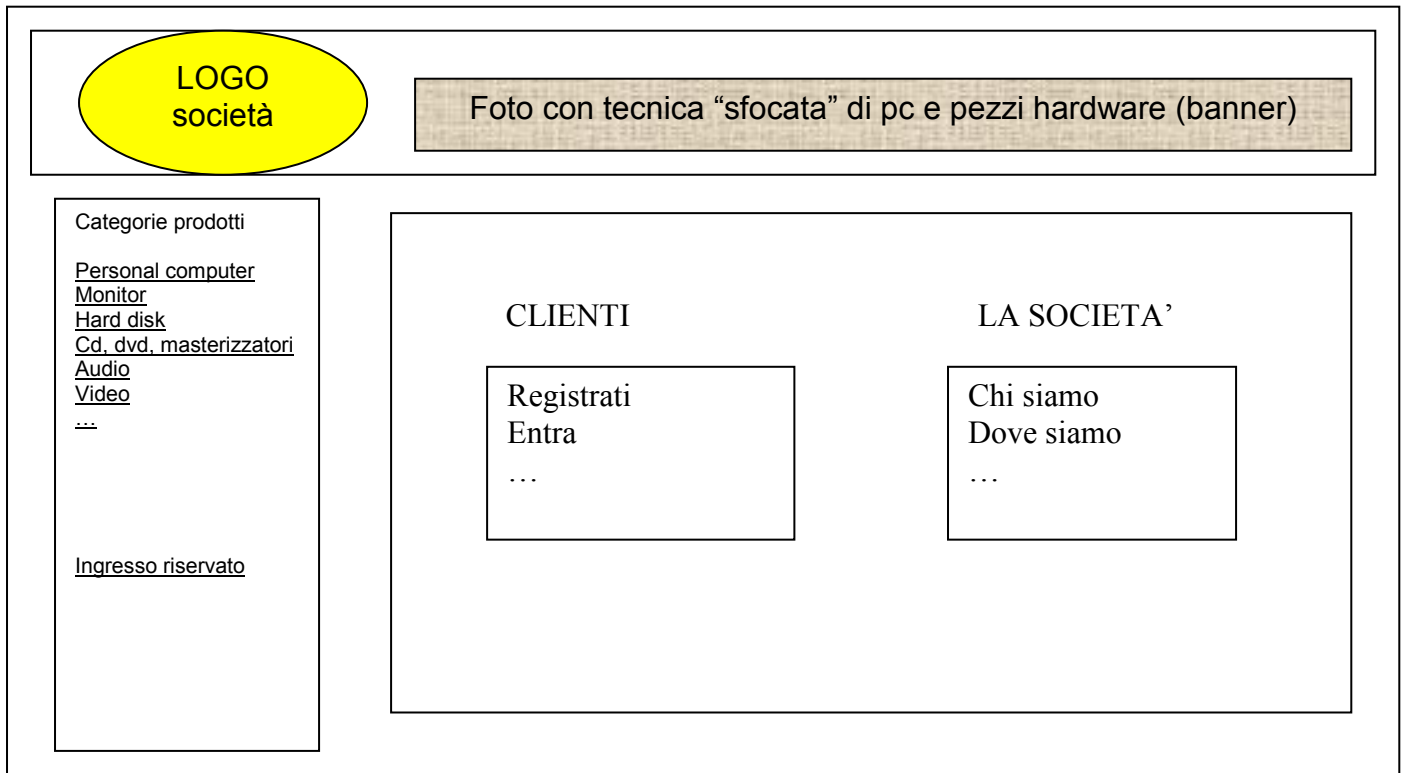 LOGO
società
Foto con tecnica “sfocata” di pc e pezzi hardware (banner)
Categorie prodotti
Personal computer
Monitor
Hard disk
Cd, dvd, masterizzatori
Audio
Video
…
Ingresso riservato
CLIENTI
Registrati
Entra
…
LA SOCIETA’
Chi siamo
Dove siamo
…